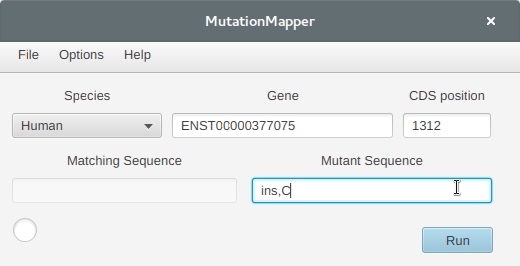 MutationMapper ×
File Options Help
Species Gene CDS position
Human ENST00000377075 1312
Matching Sequence Mutant Sequence
ins,C
Run